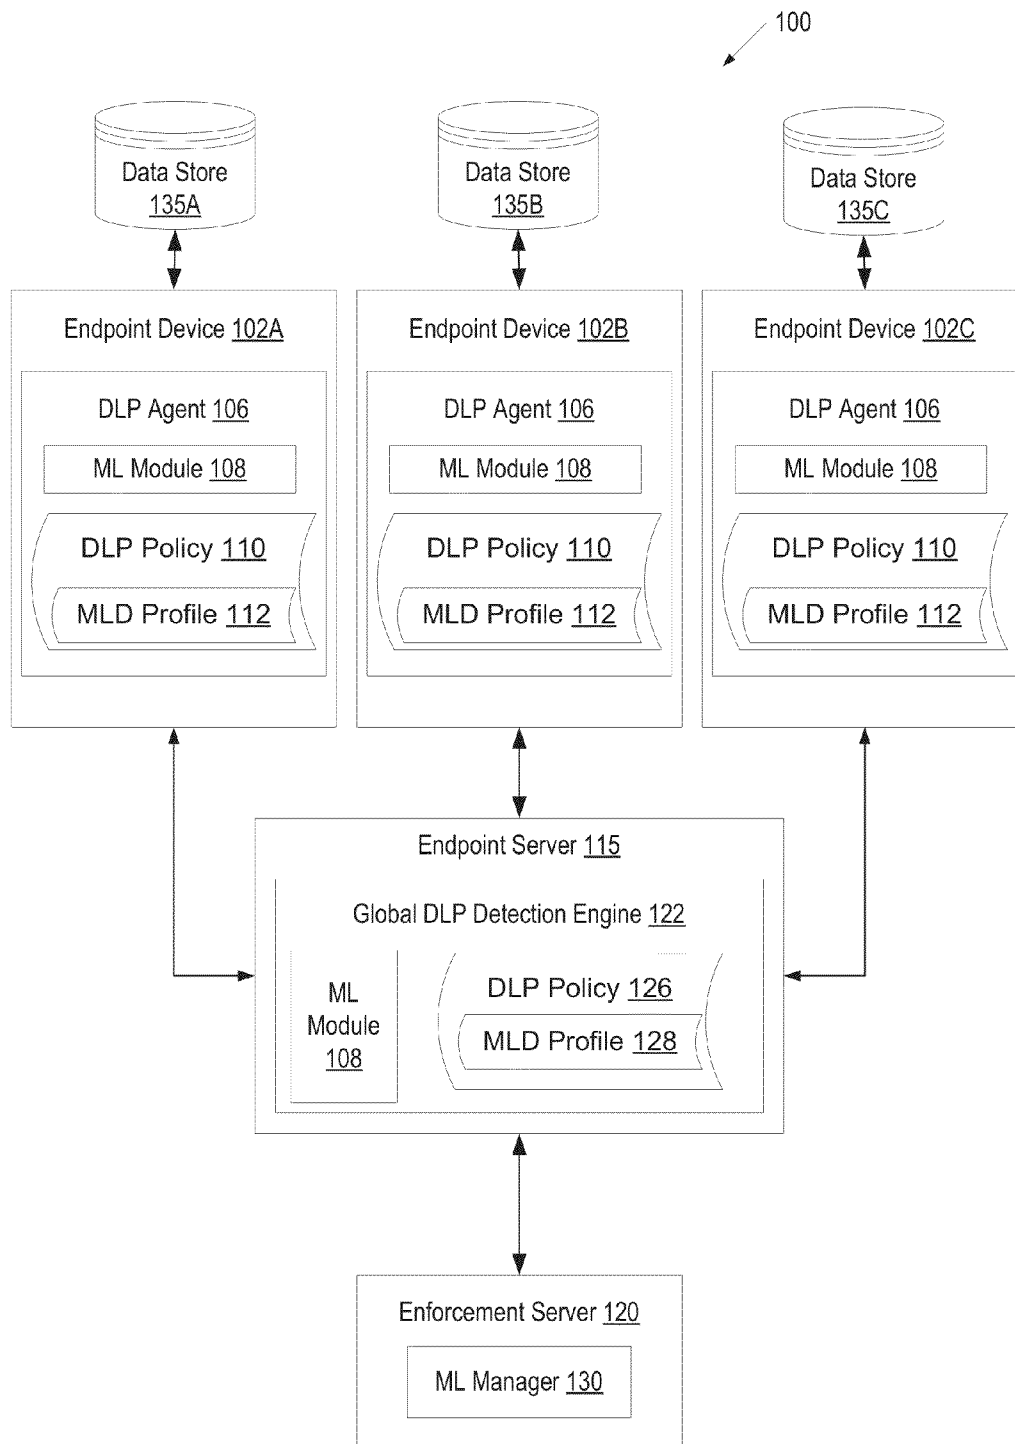 100
Data Store
135A
Data Store
135B
Data Store
135C
Endpoint Device 102A
DLP Agent 106
ML Module 108
DLP Policy 110
MLD Profile 112
Endpoint Device 102B
DLP Agent 106
ML Module 108
DLP Policy 110
MLD Profile 112
Endpoint Device 102C
DLP Agent 106
ML Module 108
DLP Policy 110
MLD Profile 112
Endpoint Server 115
Global DLP Detection Engine 122
ML
Module
108
DLP Policy 126
MLD Profile 128
Enforcement Server 120
ML Manager 130